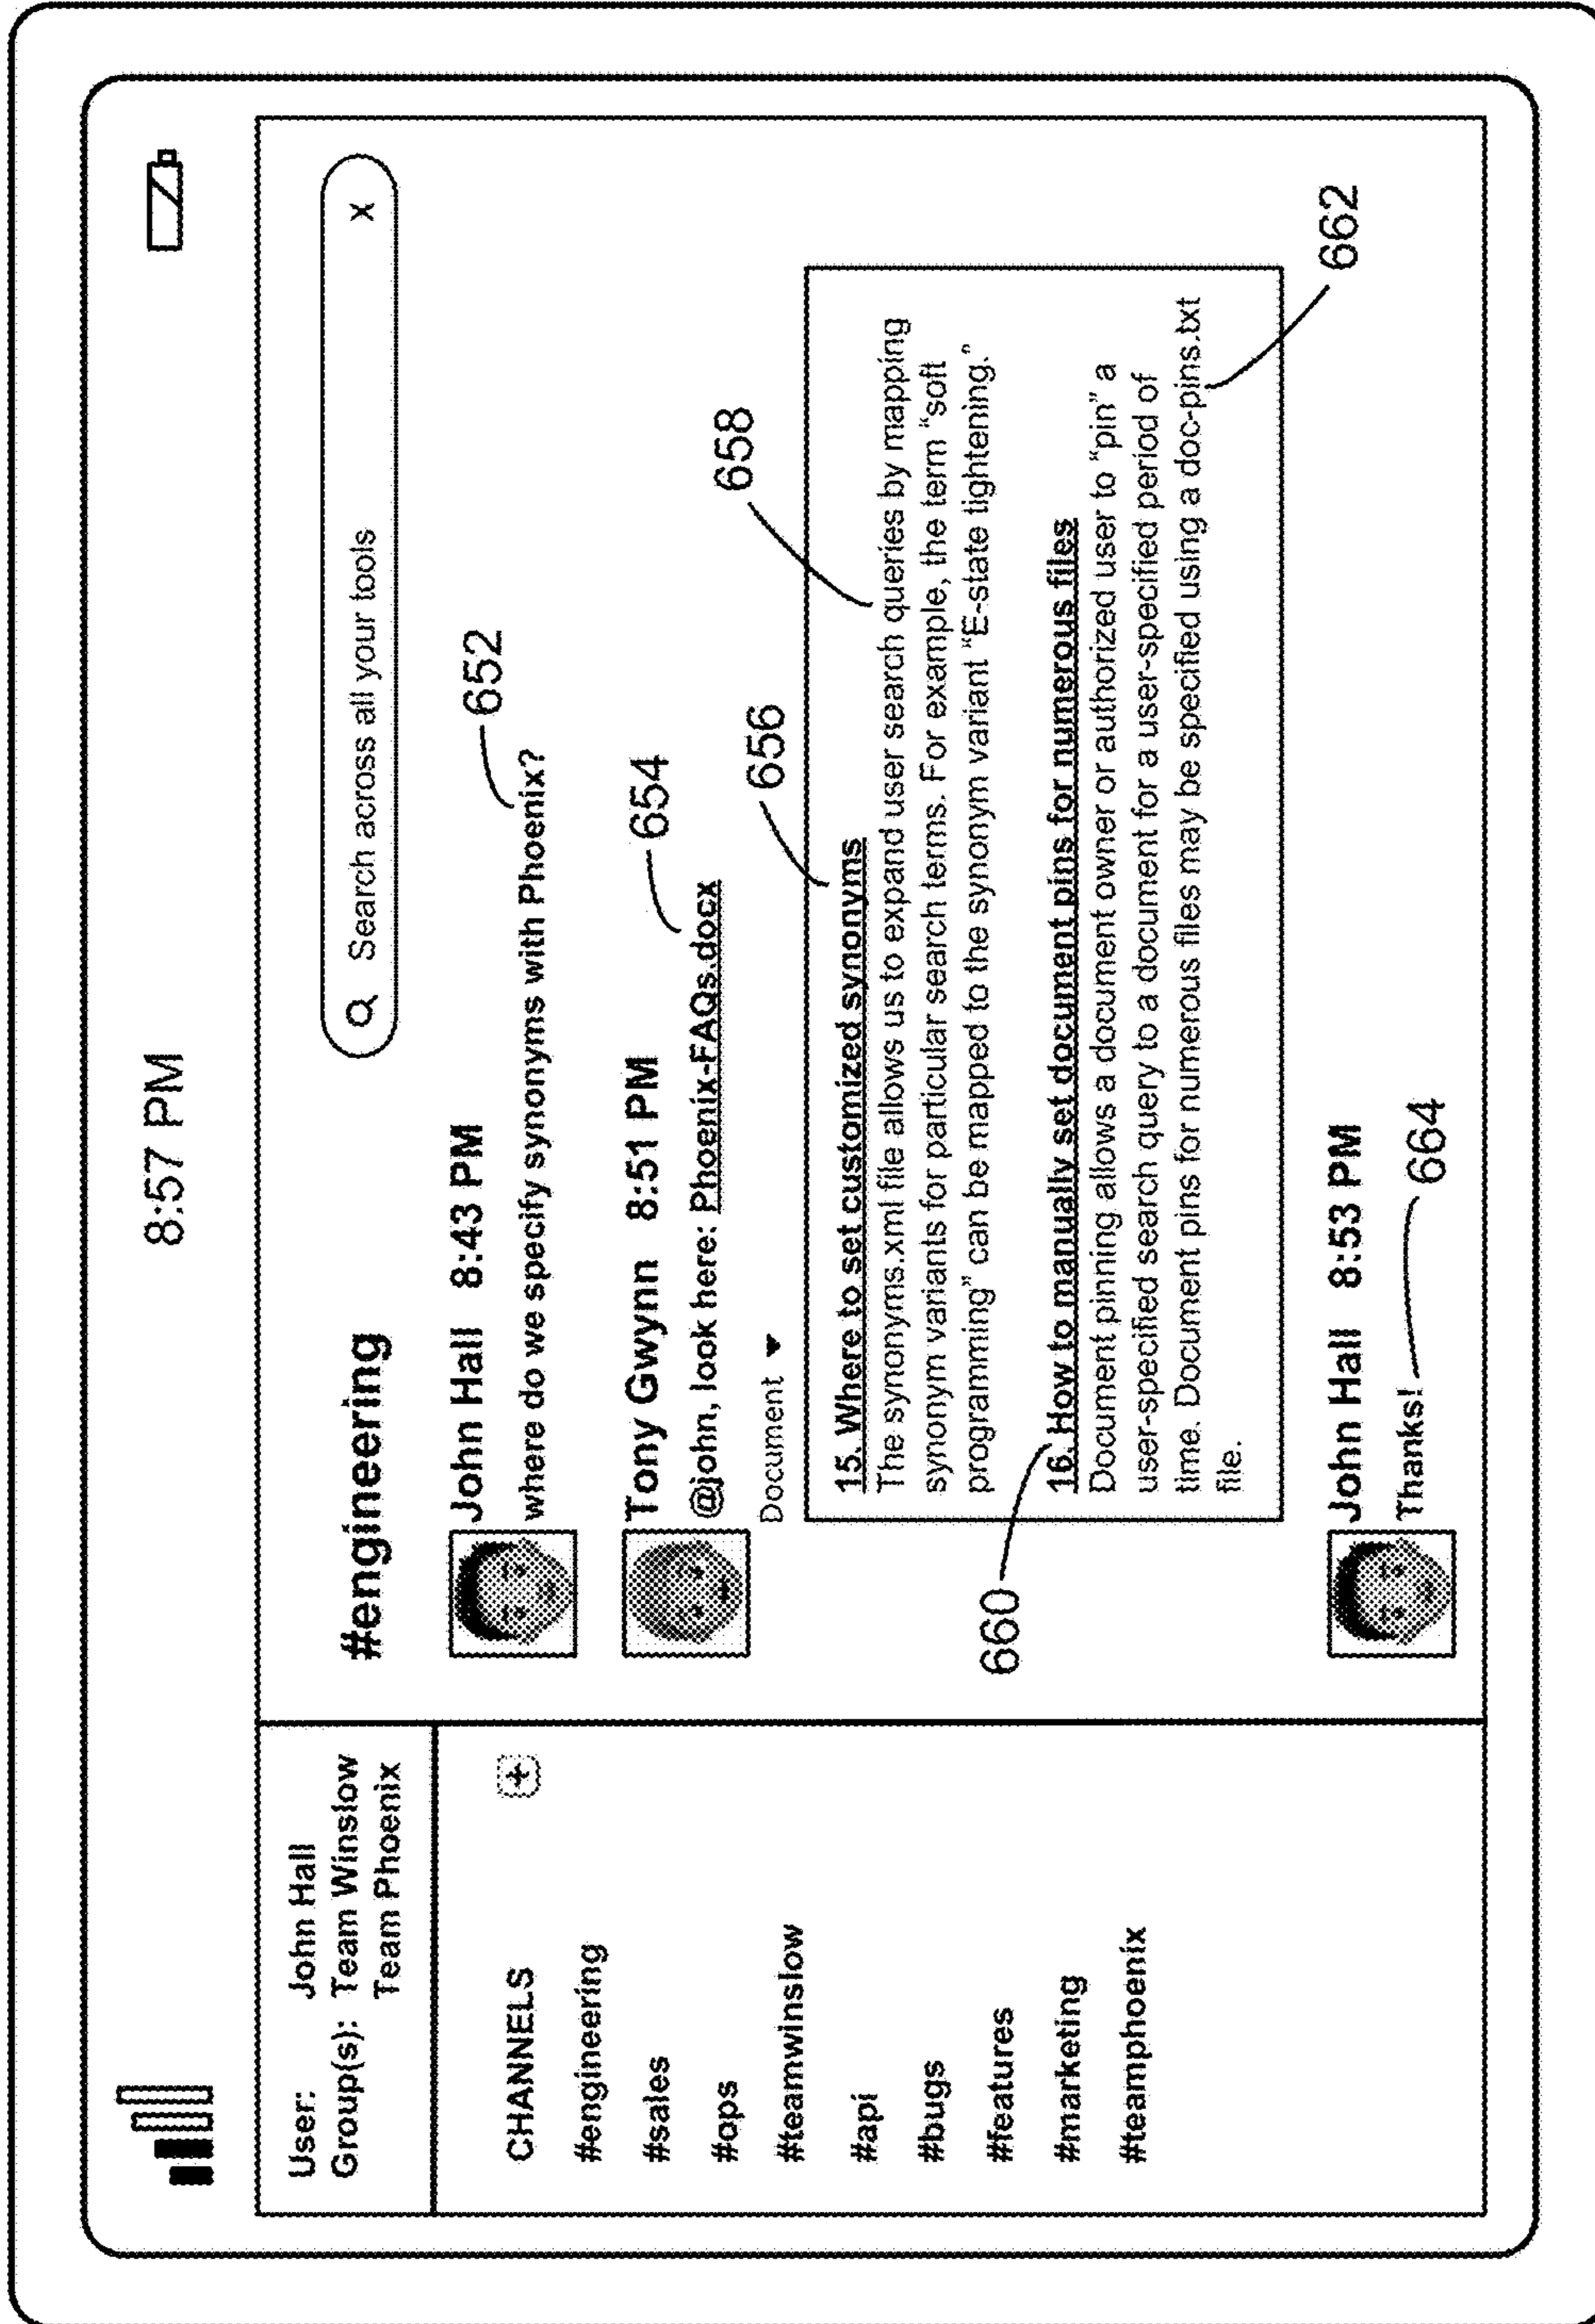 8:57 PM
User: John Hall
Group(s): Team Winslow
Team Phoenix
CHANNELS +
#engineering
#sales
#ops
#teamwinslow
#api
#bugs
#features
#marketing
#teamphoenix
#engineering
Search across all your tools X
John Hall 8:43 PM
where do we specify synonyms with Phoenix?
652
Tony Gwynn 8:51 PM
@john, look here: Phoenix-FAQs.docx
654
Document
656
658
15. Where to set customized synonyms
The synonyms.xml file allows us to expand user search queries by mapping
synonym variants for particular search terms. For example, the term “soft
programming” can be mapped to the synonym variant “E-state tightening.”
660
16. How to manually set document pins for numerous files
Document pinning allows a document owner or authorized user to “pin” a
user-specified search query to a document for a user-specified period of
time. Document pins for numerous files may be specified using a doc-pins.txt
file.
662
John Hall 8:53 PM
Thanks!
664